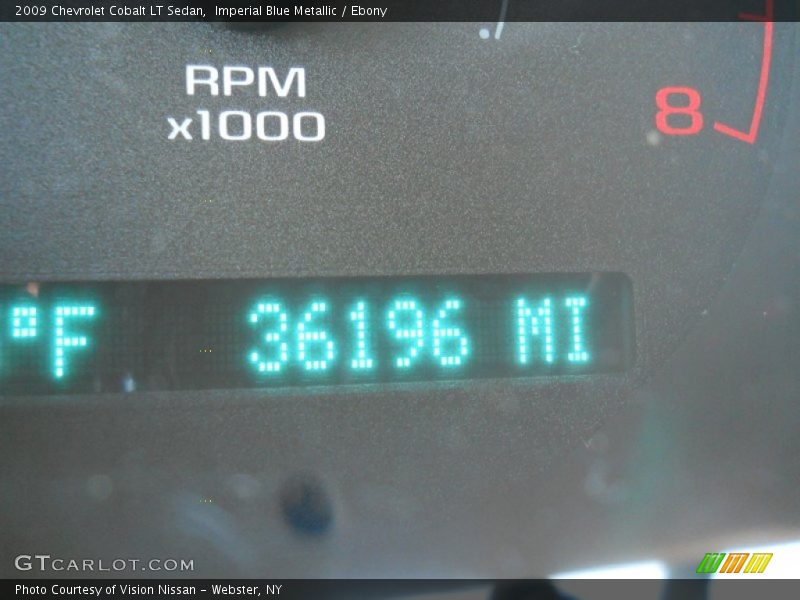 2009 Chevrolet Cobalt LT Sedan,  Imperial Blue Metallic / Ebony
RPM
x1000
8
°F 36196 MI
GTCARLOT.COM
Photo Courtesy of Vision Nissan - Webster, NY